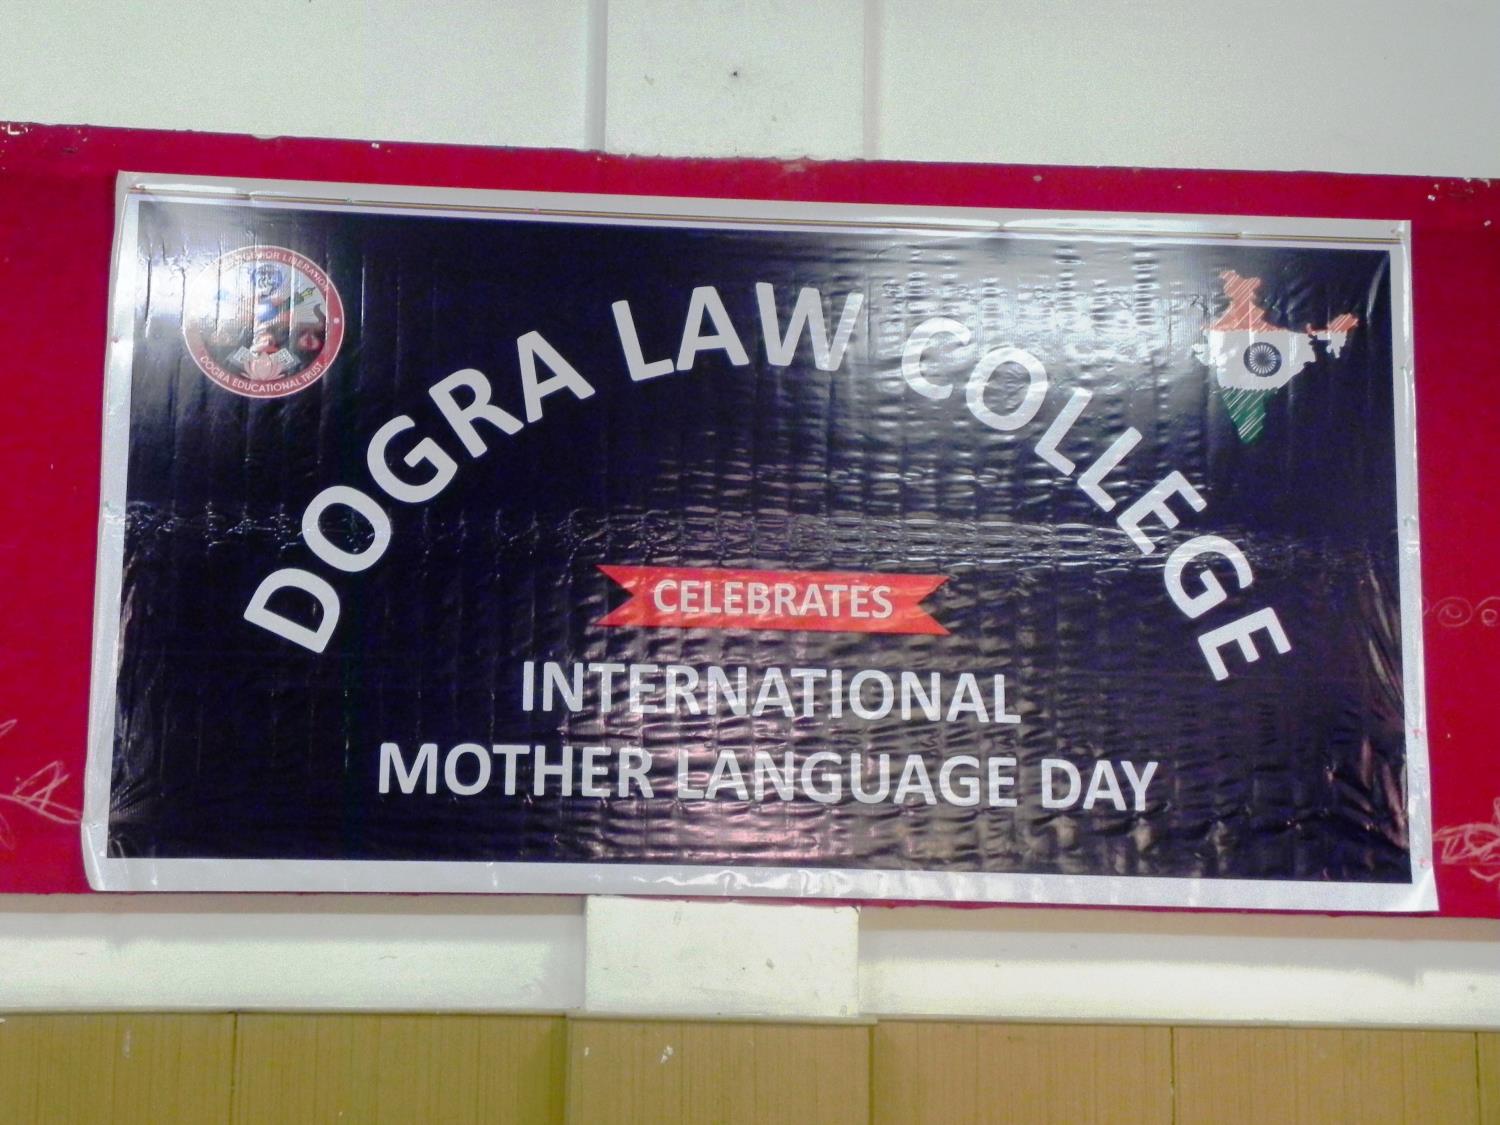 DOGRA LAW COLLEGE
CELEBRATES
INTERNATIONAL
MOTHER LANGUAGE DAY
DOGRA EDUCATIONAL TRUST